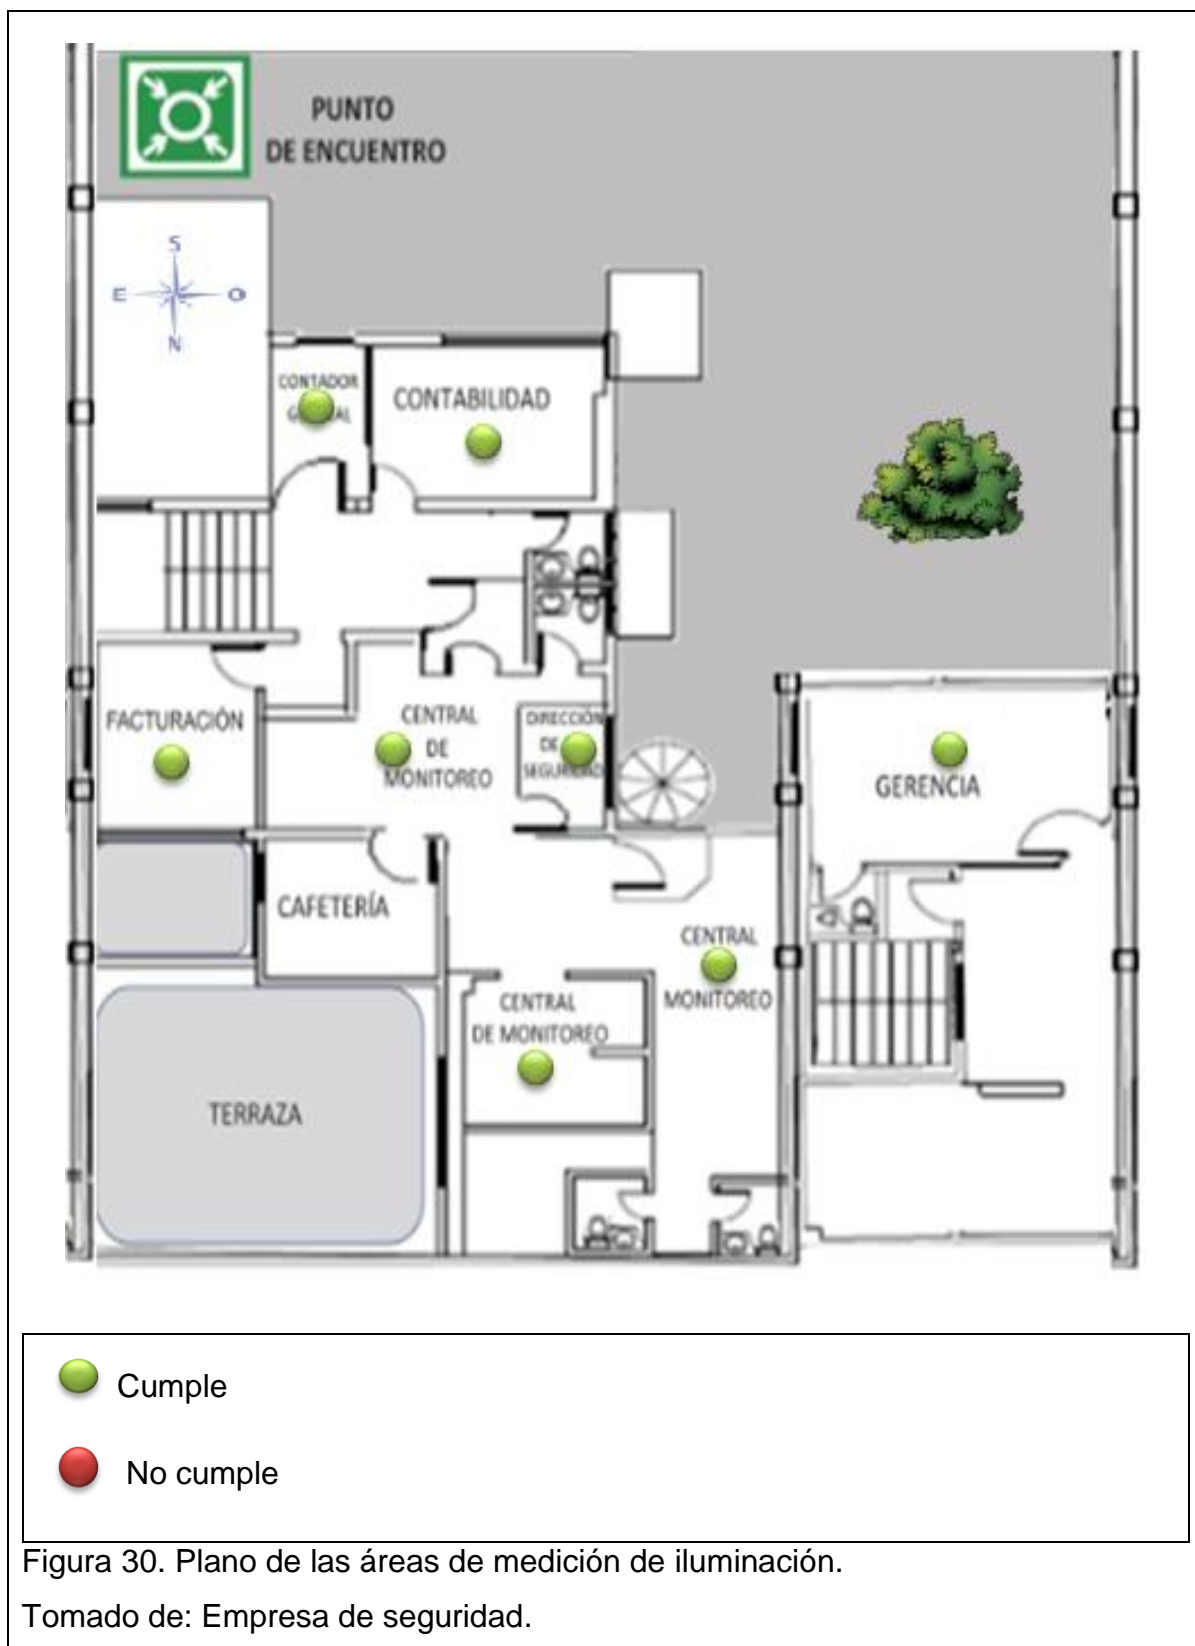 PUNTO
DE ENCUENTRO
S
E
O
N
CONTADOR
CONTABILIDAD
FACTURACIÓN
CENTRAL
DE
MONITOREO
DIRECCIÓN
DE
SEGURIDAD
GERENCIA
CAFETERÍA
CENTRAL
MONITOREO
CENTRAL
DE MONITOREO
TERRAZA
Cumple
No cumple
Figura 30. Plano de las áreas de medición de iluminación.
Tomado de: Empresa de seguridad.